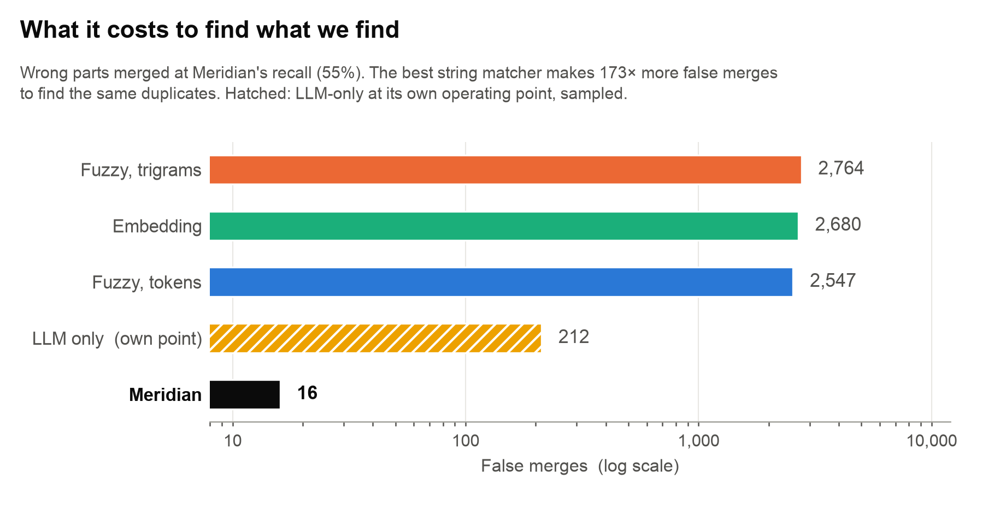 What it costs to find what we find
Wrong parts merged at Meridian's recall (55%). The best string matcher makes 173× more false merges
to find the same duplicates. Hatched: LLM-only at its own operating point, sampled.
Fuzzy, trigrams 2,764
Embedding 2,680
Fuzzy, tokens 2,547
LLM only (own point) 212
Meridian 16
10 100 1,000 10,000
False merges (log scale)